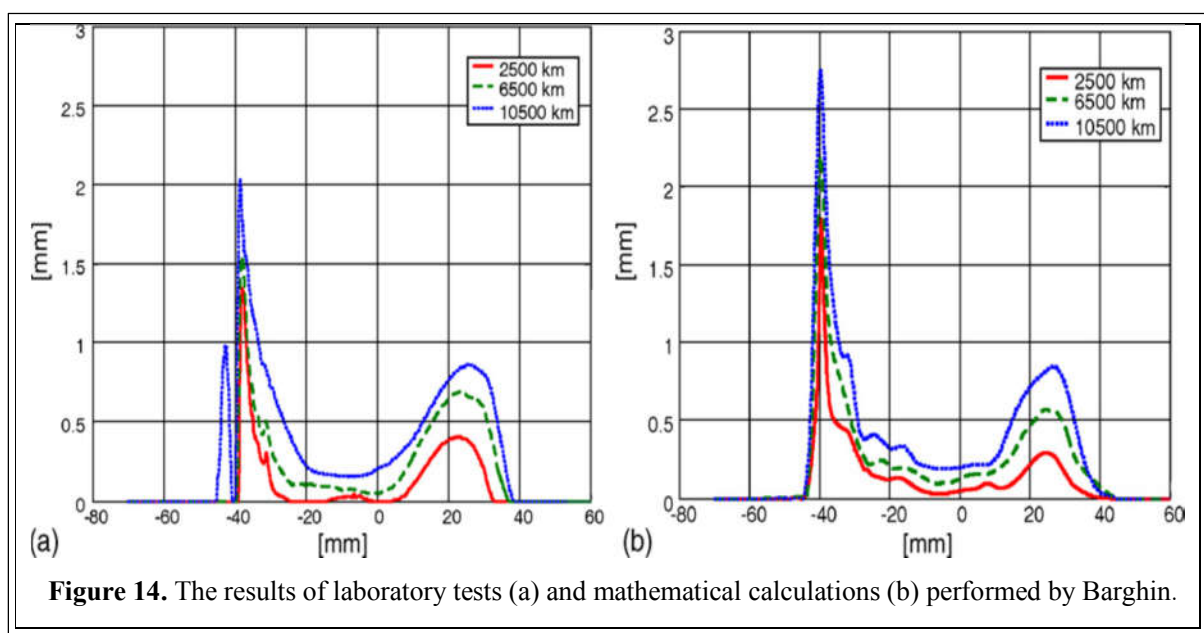 3
2.5
2
1.5
1
0.5
0
[mm]
-80 -60 -40 -20 0 20 40 60
[mm]
(a)
2500 km
6500 km
10500 km
3
2.5
2
1.5
1
0.5
0
[mm]
-80 -60 -40 -20 0 20 40 60
[mm]
(b)
2500 km
6500 km
10500 km
Figure 14. The results of laboratory tests (a) and mathematical calculations (b) performed by Barghin.